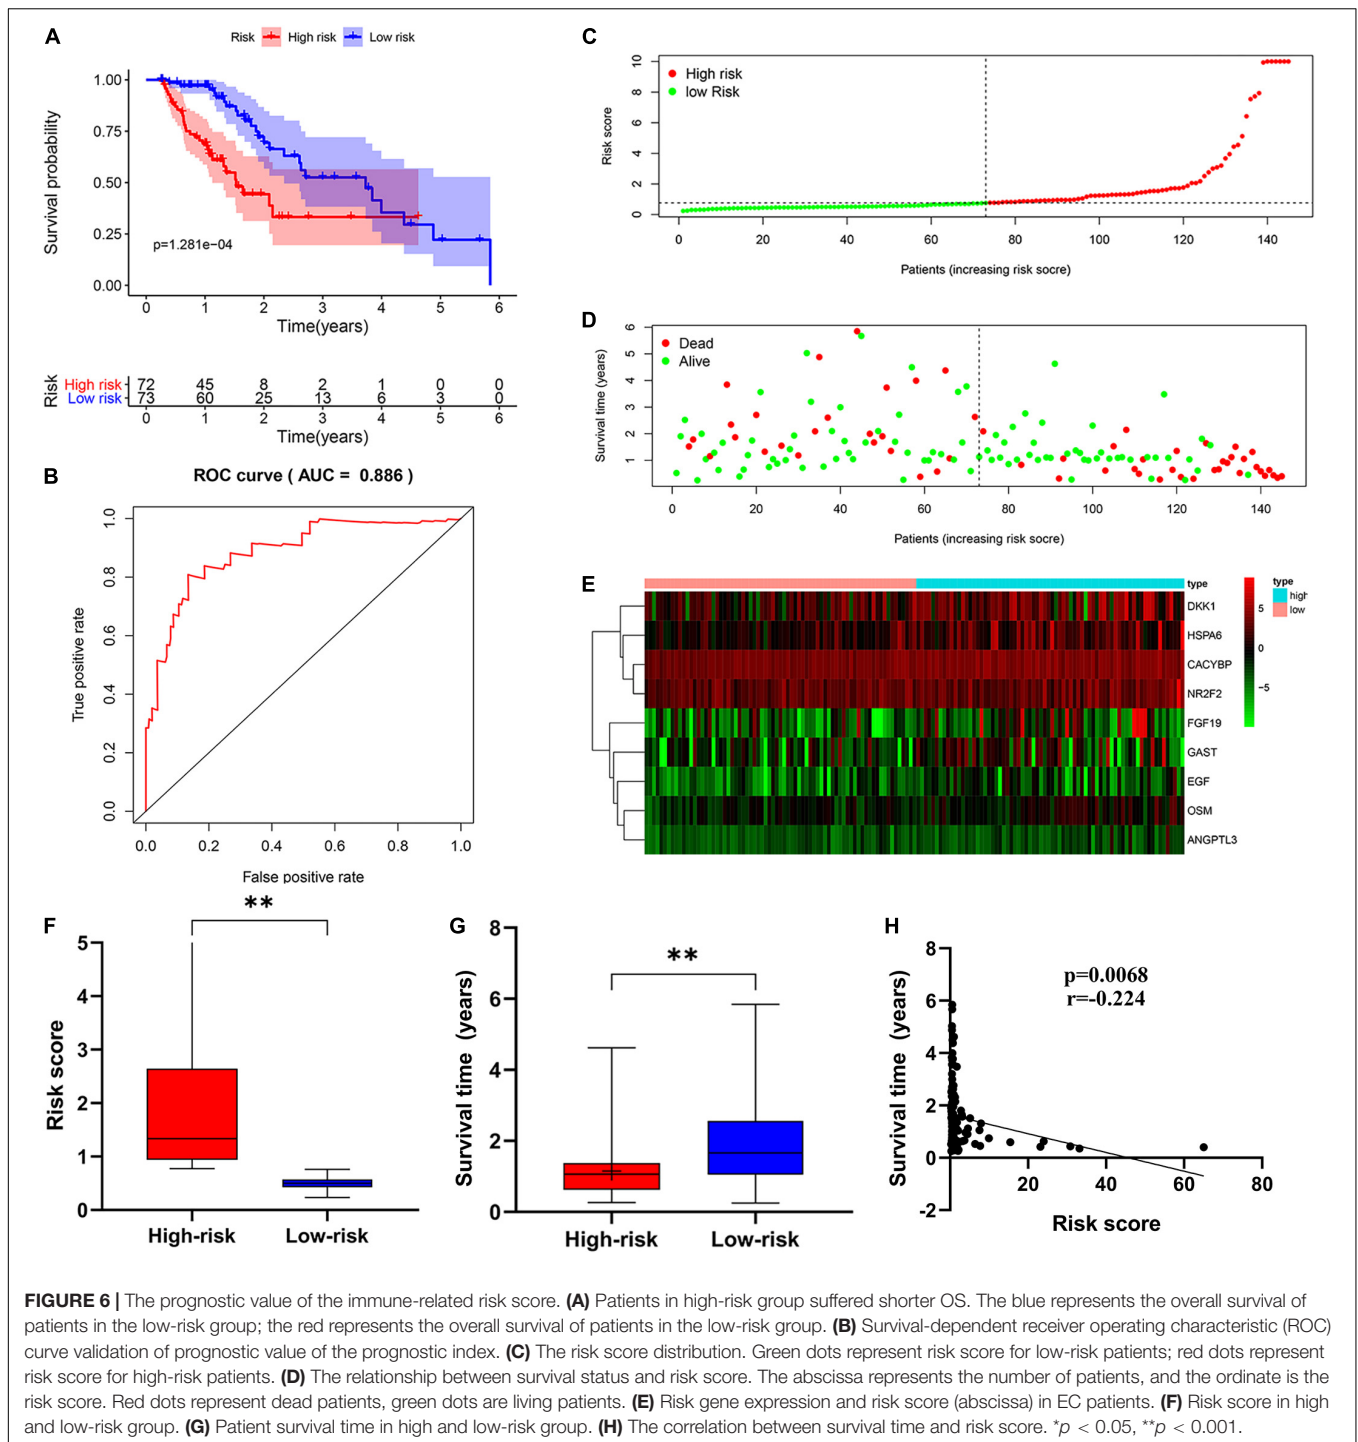 A
Risk High risk Low risk
Survival probability
1.00
0.75
0.50
0.25
0.00
p=1.281e−04
0 1 2 3 4 5 6
Time(years)
Risk
High risk 72 45 8 2 1 0 0
Low risk 73 60 25 13 6 3 0
0 1 2 3 4 5 6
Time(years)
B
ROC curve ( AUC = 0.886 )
True positive rate
1.0
0.8
0.6
0.4
0.2
0.0
0.0 0.2 0.4 0.6 0.8 1.0
False positive rate
C
Risk score
10
8
6
4
2
0
High risk
low Risk
0 20 40 60 80 100 120 140
Patients (increasing risk socre)
D
Survival time (years)
6
5
4
3
2
1
Dead
Alive
0 20 40 60 80 100 120 140
Patients (increasing risk socre)
E
type
DKK1
HSPA6
CACYBP
NR2F2
FGF19
GAST
EGF
OSM
ANGPTL3
5
0
−5
type
high
low
F
**
Risk score
5
4
3
2
1
0
High-risk Low-risk
G
**
Survival time (years)
8
6
4
2
0
High-risk Low-risk
H
p=0.0068
r=-0.224
Survival time (years)
8
6
4
2
0
-2
20 40 60 80
Risk score
FIGURE 6 | The prognostic value of the immune-related risk score. (A) Patients in high-risk group suffered shorter OS. The blue represents the overall survival of
patients in the low-risk group; the red represents the overall survival of patients in the low-risk group. (B) Survival-dependent receiver operating characteristic (ROC)
curve validation of prognostic value of the prognostic index. (C) The risk score distribution. Green dots represent risk score for low-risk patients; red dots represent
risk score for high-risk patients. (D) The relationship between survival status and risk score. The abscissa represents the number of patients, and the ordinate is the
risk score. Red dots represent dead patients, green dots are living patients. (E) Risk gene expression and risk score (abscissa) in EC patients. (F) Risk score in high
and low-risk group. (G) Patient survival time in high and low-risk group. (H) The correlation between survival time and risk score. *p < 0.05, **p < 0.001.